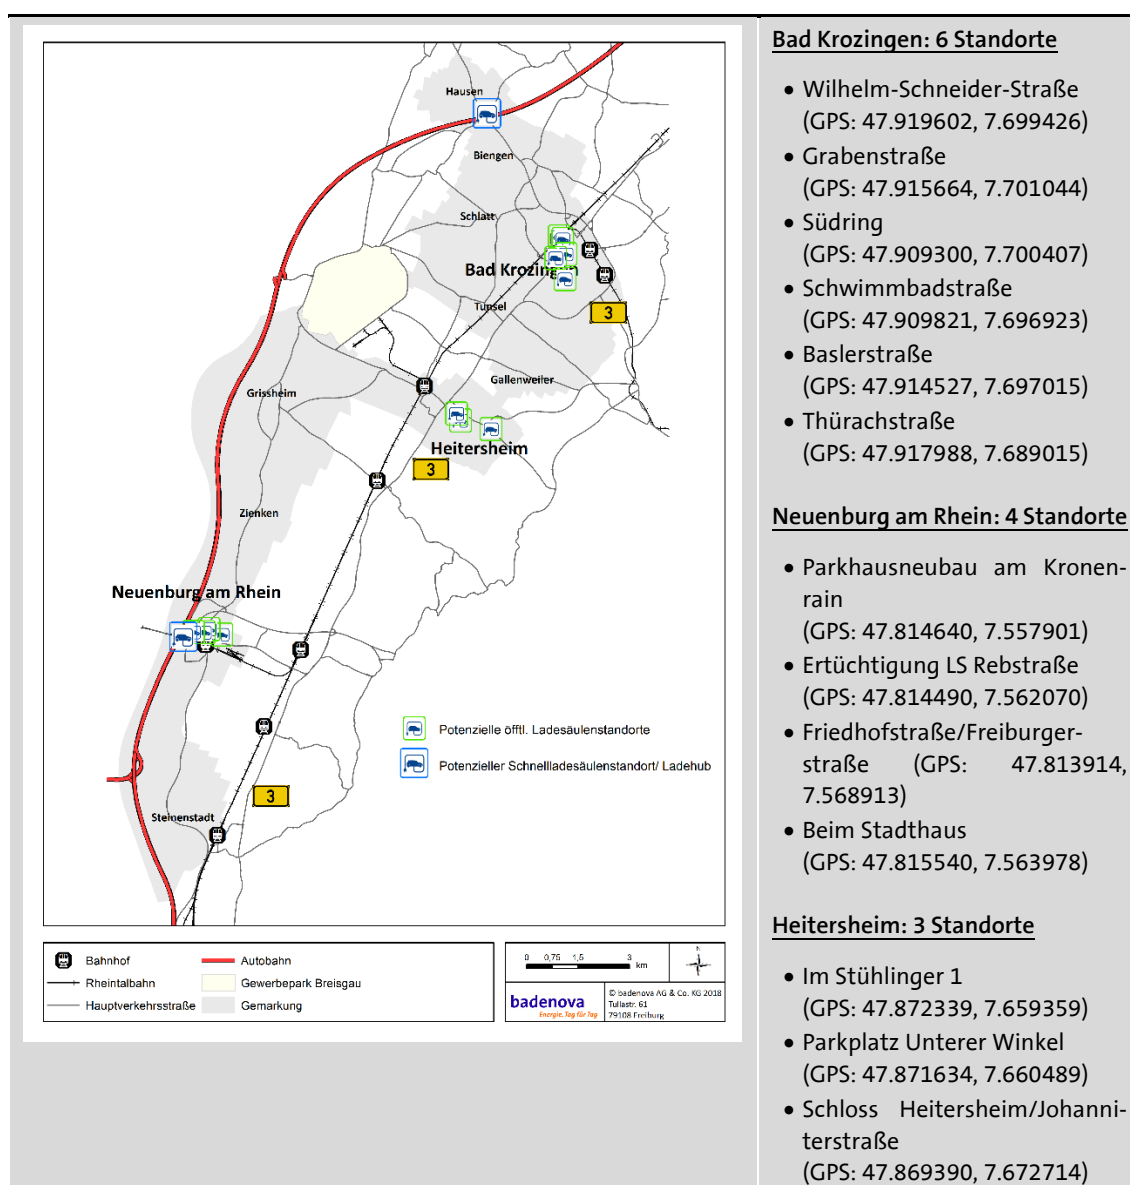 Hausen
Biengen
Schlatt
Bad Krozingen
Tunsel
3
Gallenweiler
Grissheim
Heitersheim
3
Zienken
Neuenburg am Rhein
Potenzielle öfftl. Ladesäulenstandorte
Potenzieller Schnellladesäulenstandort/ Ladehub
3
Steinenstadt
Bahnhof
Autobahn
Rheintalbahn
Gewerbepark Breisgau
Hauptverkehrsstraße
Gemarkung
0 0,75 1,5 3
km
N
badenova
Energie. Tag für Tag
© badenova AG & Co. KG 2018
Tullastr. 61
79108 Freiburg
Bad Krozingen: 6 Standorte
• Wilhelm-Schneider-Straße
(GPS: 47.919602, 7.699426)
• Grabenstraße
(GPS: 47.915664, 7.701044)
• Südring
(GPS: 47.909300, 7.700407)
• Schwimmbadstraße
(GPS: 47.909821, 7.696923)
• Baslerstraße
(GPS: 47.914527, 7.697015)
• Thürachstraße
(GPS: 47.917988, 7.689015)
Neuenburg am Rhein: 4 Standorte
• Parkhausneubau am Kronen-
rain
(GPS: 47.814640, 7.557901)
• Ertüchtigung LS Rebstraße
(GPS: 47.814490, 7.562070)
• Friedhofstraße/Freiburger-
straße (GPS: 47.813914,
7.568913)
• Beim Stadthaus
(GPS: 47.815540, 7.563978)
Heitersheim: 3 Standorte
• Im Stühlinger 1
(GPS: 47.872339, 7.659359)
• Parkplatz Unterer Winkel
(GPS: 47.871634, 7.660489)
• Schloss Heitersheim/Johanni-
terstraße
(GPS: 47.869390, 7.672714)